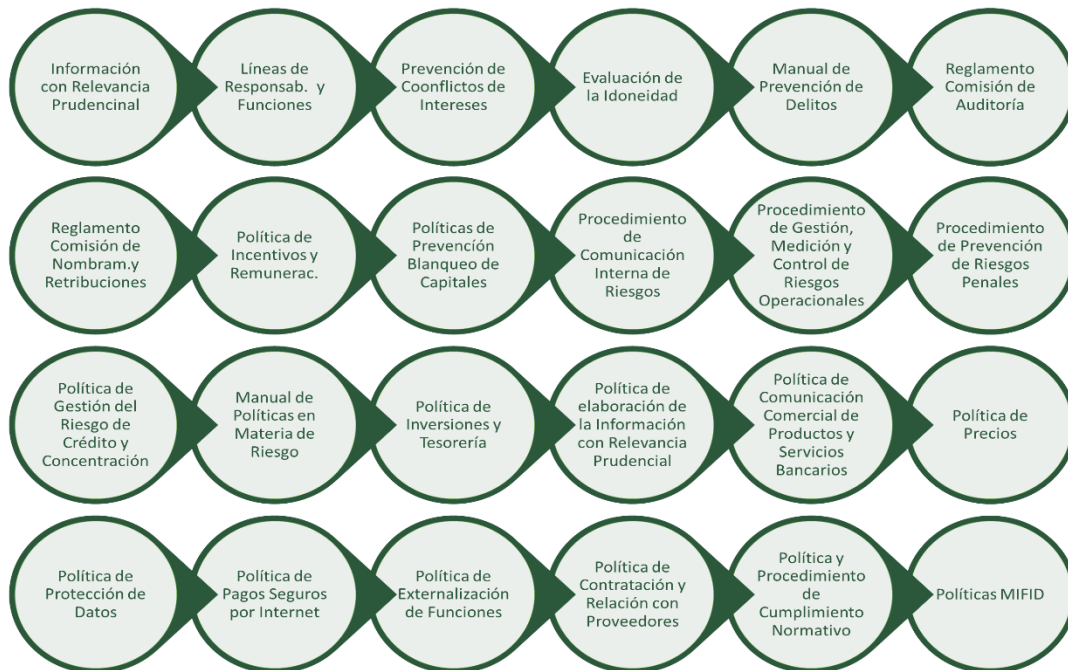 Información
con Relevancia
Prudencinal
Líneas de
Responsab. y
Funciones
Prevención de
Coonflictos de
Intereses
Evaluación de
la Idoneidad
Manual de
Prevención de
Delitos
Reglamento
Comisión de
Auditoría
Reglamento
Comisión de
Nombram.y
Retribuciones
Política de
Incentivos y
Remunerac.
Políticas de
Prevencíón
Blanqueo de
Capitales
Procedimiento
de
Comunicación
Interna de
Riesgos
Procedimiento
de Gestión,
Medición y
Control de
Riesgos
Operacionales
Procedimiento
de Prevención
de Riesgos
Penales
Política de
Gestión del
Riesgo de
Crédito y
Concentración
Manual de
Políticas en
Materia de
Riesgo
Política de
Inversiones y
Tesorería
Política de
elaboración de
la Información
con Relevancia
Prudencial
Política de
Comunicación
Comercial de
Productos y
Servicios
Bancarios
Política de
Precios
Política de
Protección de
Datos
Política de
Pagos Seguros
por Internet
Política de
Externalización
de Funciones
Política de
Contratación y
Relación con
Proveedores
Política y
Procedimiento
de
Cumplimiento
Normativo
Políticas MIFID